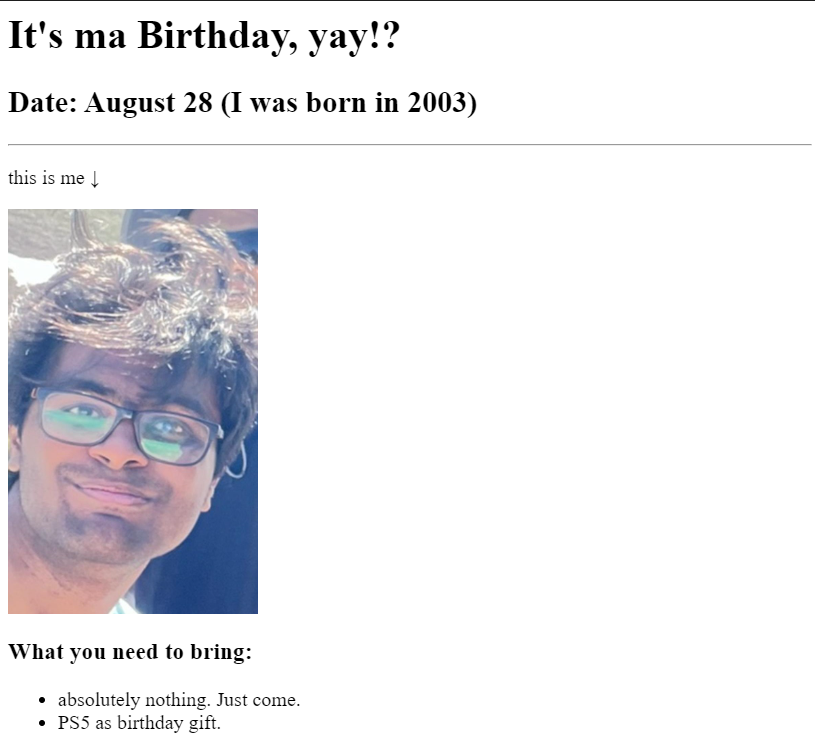 It's ma Birthday, yay!?
Date: August 28 (I was born in 2003)
this is me ↓
What you need to bring:
• absolutely nothing. Just come.
• PS5 as birthday gift.